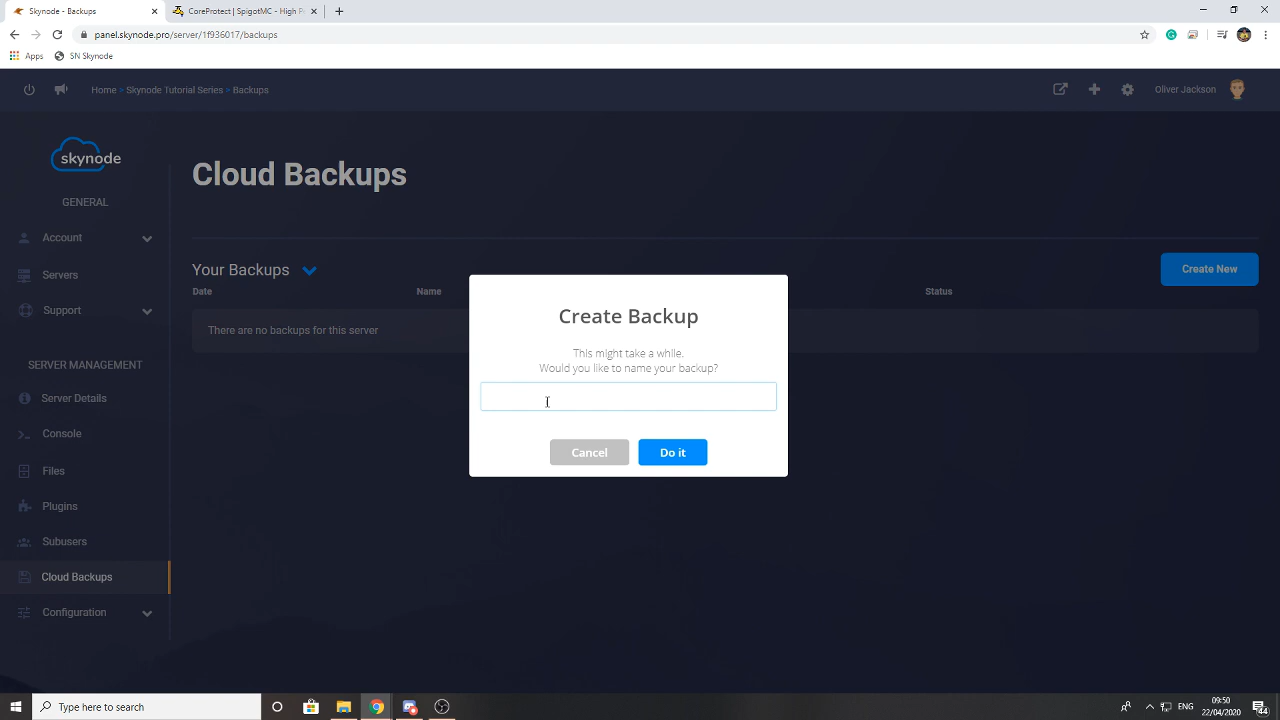 Skynode - Backups
CoreProtect | SpigotMC - High P
panel.skynode.pro/server/1f936017/backups
Apps
SN Skynode
Home > Skynode Tutorial Series > Backups
Oliver Jackson
skynode
Cloud Backups
GENERAL
Account
Servers
Support
SERVER MANAGEMENT
Server Details
Console
Files
Plugins
Subusers
Cloud Backups
Configuration
Your Backups
Create New
Date
Name
Status
There are no backups for this server
Create Backup
This might take a while.
Would you like to name your backup?
Cancel
Do it
Type here to search
ENG
09:50
22/04/2020